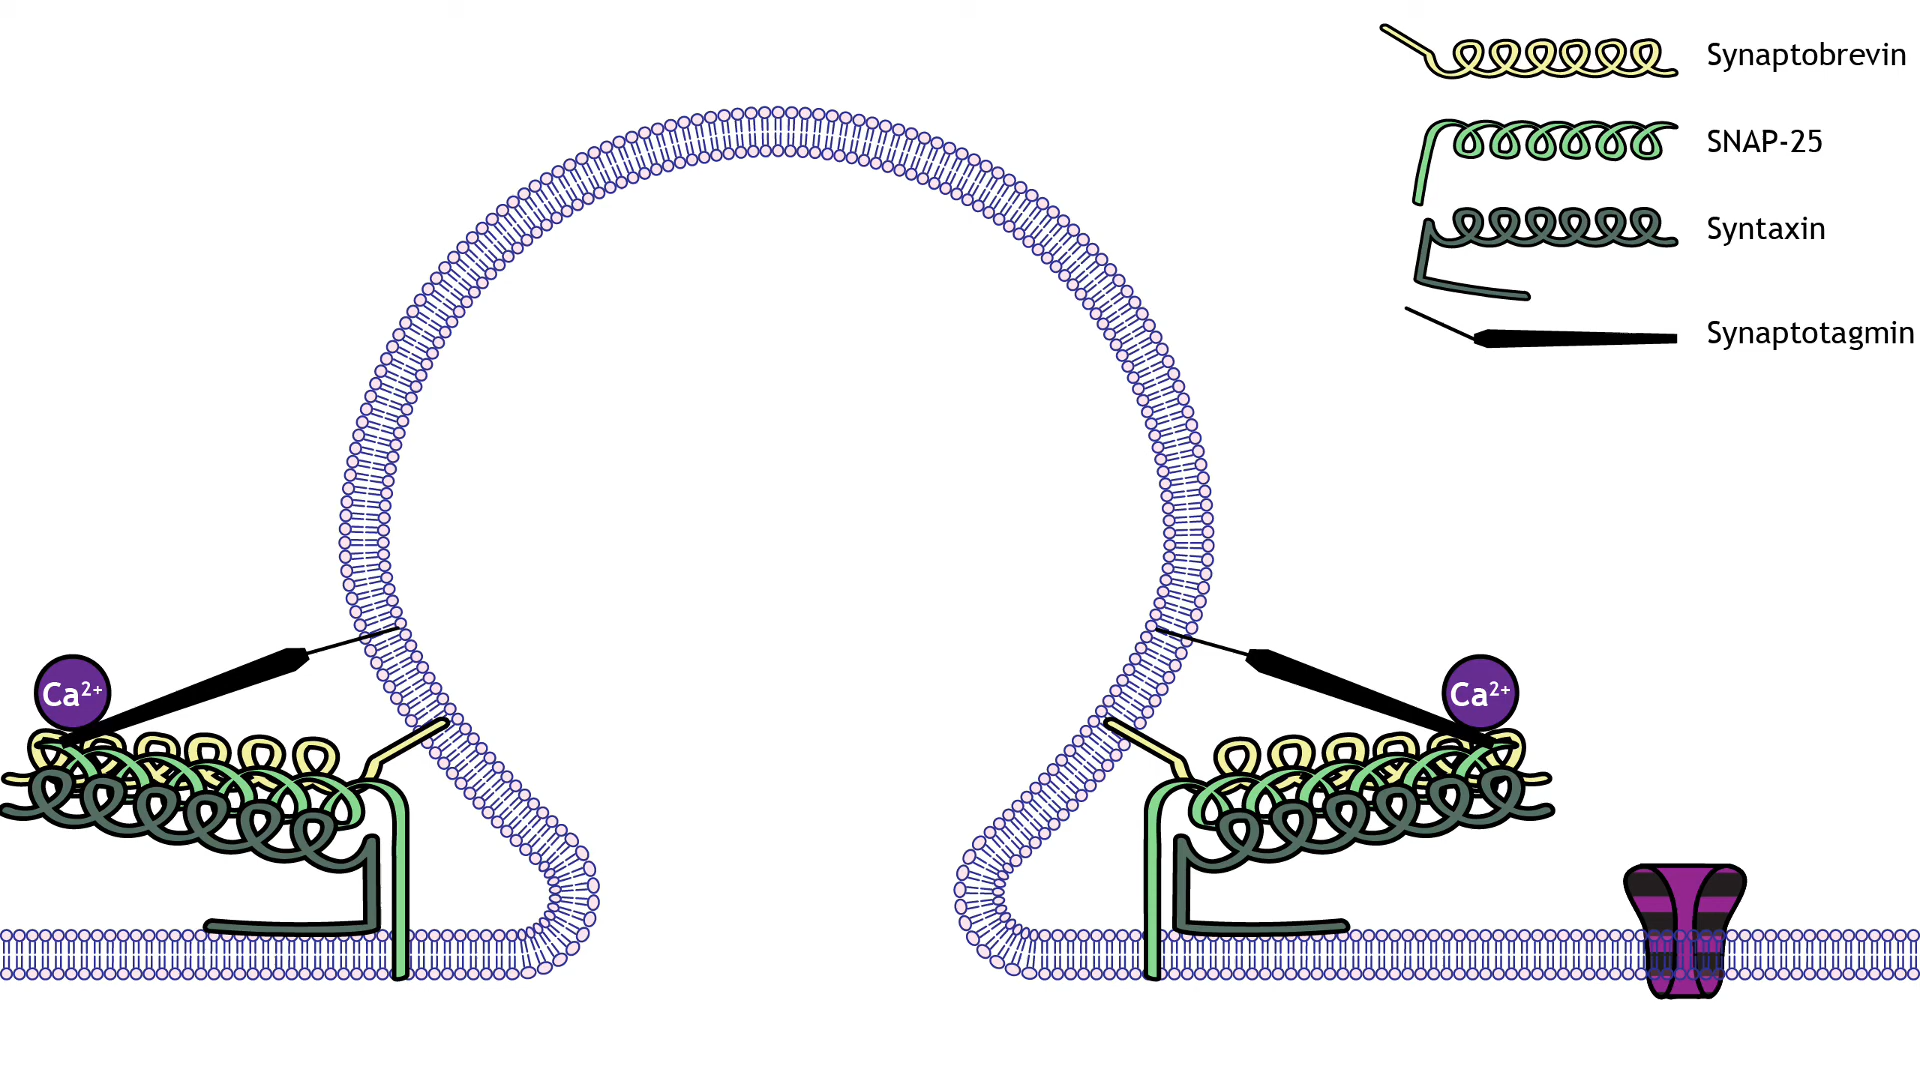 Synaptobrevin
SNAP-25
Syntaxin
Synaptotagmin
Ca²⁺
Ca²⁺